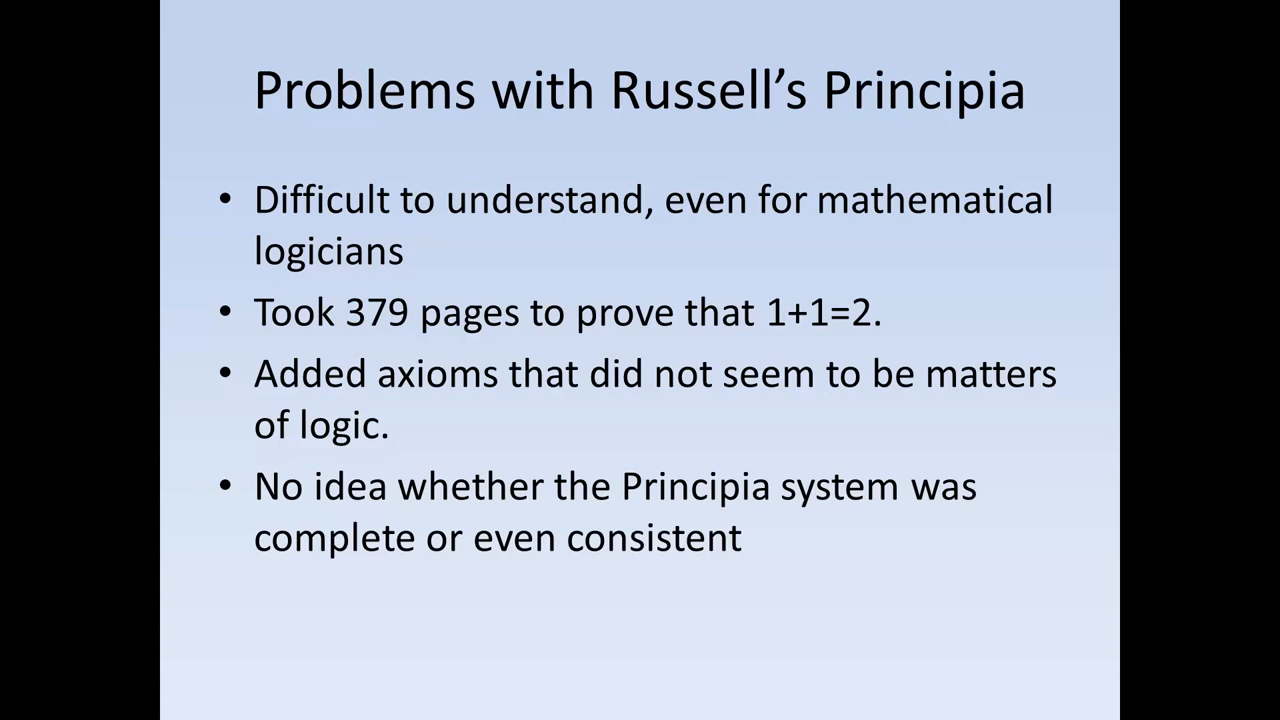 Problems with Russell’s Principia
• Difficult to understand, even for mathematical
logicians
• Took 379 pages to prove that 1+1=2.
• Added axioms that did not seem to be matters
of logic.
• No idea whether the Principia system was
complete or even consistent